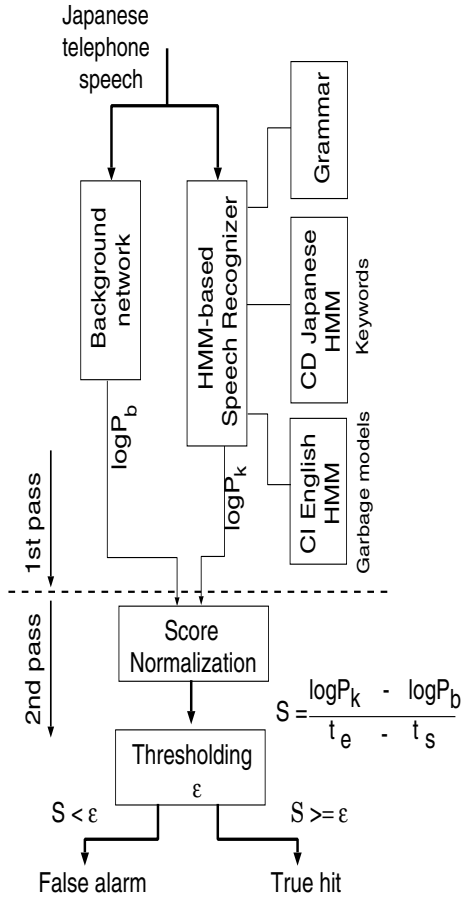 Japanese
telephone
speech
Background
network
HMM-based
Speech Recognizer
Grammar
CD Japanese
HMM
Keywords
CI English
HMM
Garbage models
logP_b
logP_k
1st pass
2nd pass
Score
Normalization
S = (logP_k - logP_b) / (t_e - t_s)
Thresholding
ε
S < ε
S >= ε
False alarm
True hit